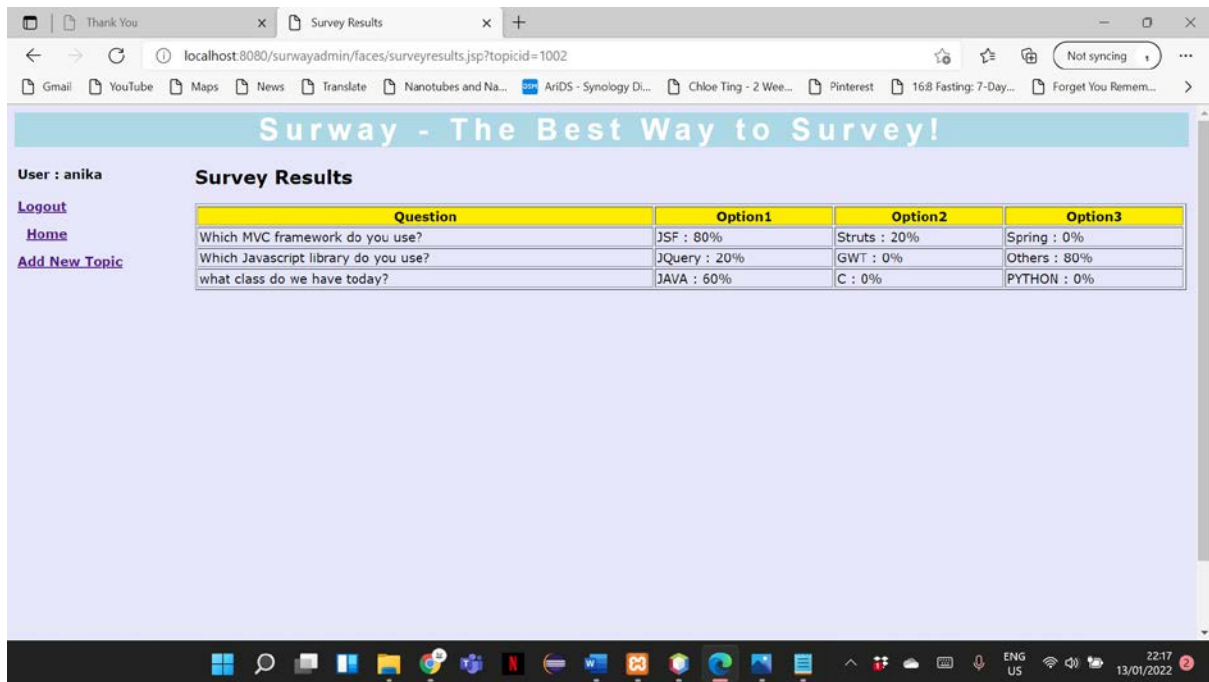 Thank You
Survey Results
localhost:8080/surwayadmin/faces/surveyresults.jsp?topicid=1002
Not syncing
Gmail YouTube Maps News Translate Nanotubes and Na... AriDS - Synology Di... Chloe Ting - 2 Wee... Pinterest 16:8 Fasting: 7-Day... Forget You Remem...
Surway - The Best Way to Survey!
User : anika
Logout
Home
Add New Topic
Survey Results
Question Option1 Option2 Option3
Which MVC framework do you use? JSF : 80% Struts : 20% Spring : 0%
Which Javascript library do you use? JQuery : 20% GWT : 0% Others : 80%
what class do we have today? JAVA : 60% C : 0% PYTHON : 0%
ENG
US
22:17
13/01/2022
2